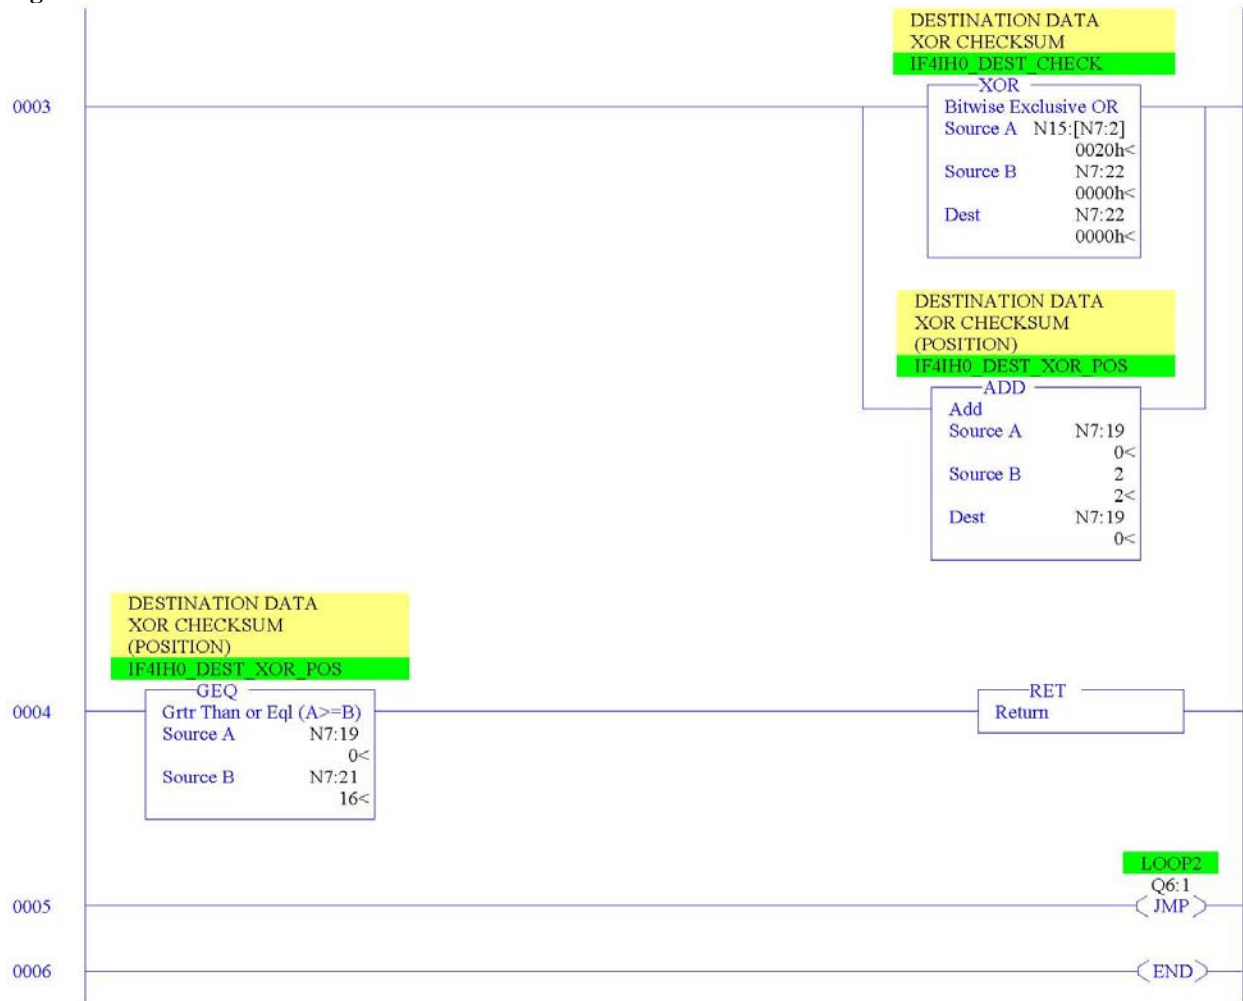 DESTINATION DATA
XOR CHECKSUM
IF4IH0_DEST_CHECK
0003
XOR
Bitwise Exclusive OR
Source A N15:[N7:2]
0020h<
Source B N7:22
0000h<
Dest N7:22
0000h<
DESTINATION DATA
XOR CHECKSUM
(POSITION)
IF4IH0_DEST_XOR_POS
ADD
Add
Source A N7:19
0<
Source B 2
2<
Dest N7:19
0<
DESTINATION DATA
XOR CHECKSUM
(POSITION)
IF4IH0_DEST_XOR_POS
0004
GEQ
Grtr Than or Eql (A>=B)
Source A N7:19
0<
Source B N7:21
16<
RET
Return
LOOP2
Q6:1
0005
JMP
0006
END